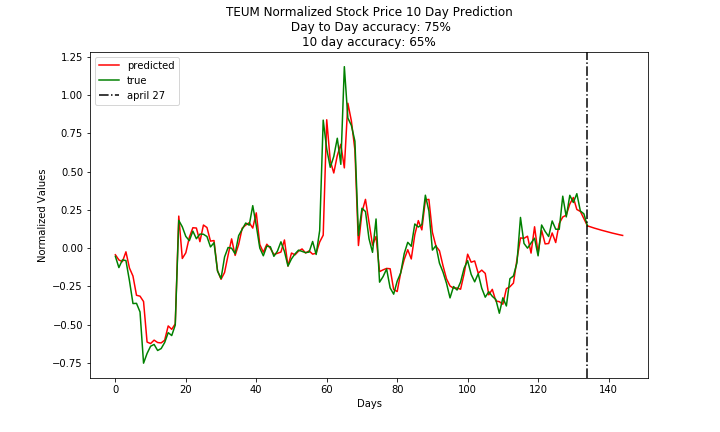 TEUM Normalized Stock Price 10 Day Prediction
Day to Day accuracy: 75%
10 day accuracy: 65%
predicted
true
april 27
1.25
1.00
0.75
0.50
0.25
0.00
−0.25
−0.50
−0.75
Normalized Values
0 20 40 60 80 100 120 140
Days